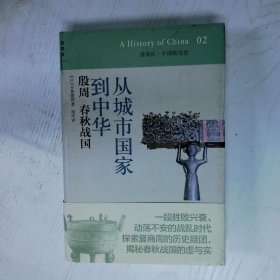 A History of China 02
讲谈社·中国的历史
从城市国家
到中华
殷周 春秋战国
一段胜败兴衰、
动荡不安的战乱时代
探索夏商周的历史疑团，
揭秘春秋战国的虚与实